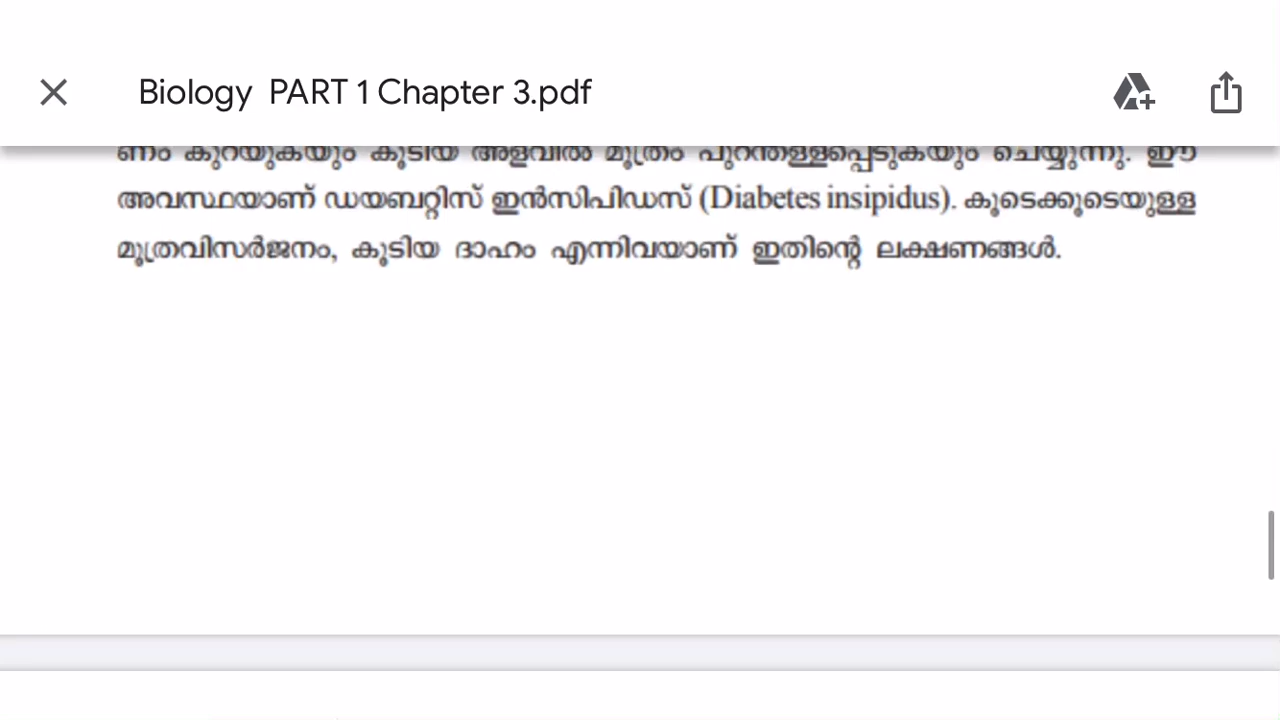 Biology PART 1 Chapter 3.pdf
ണം കുറയുകയും കൂടിയ അളവിൽ മൂത്രം പുറന്തള്ളപ്പെടുകയും ചെയ്യുന്നു. ഈ
അവസ്ഥയാണ് ഡയബറ്റിസ് ഇൻസിപിഡസ് (Diabetes insipidus). കൂടെക്കൂടെയുള്ള
മൂത്രവിസർജനം, കൂടിയ ദാഹം എന്നിവയാണ് ഇതിന്റെ ലക്ഷണങ്ങൾ.